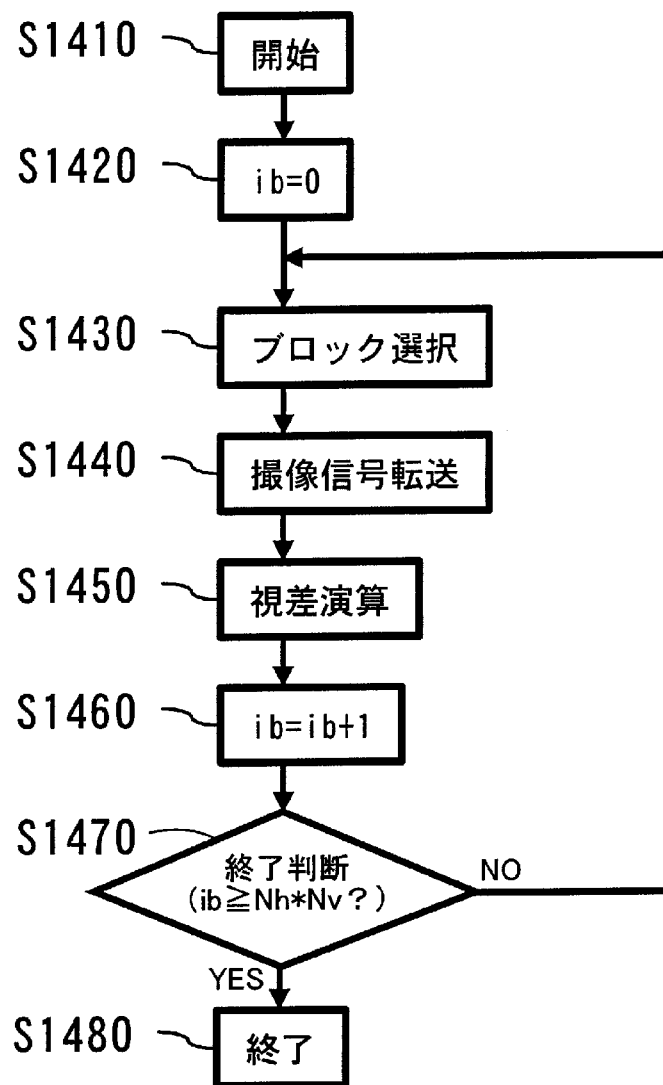 S1410
開始
S1420
ib=0
S1430
ブロック選択
S1440
撮像信号転送
S1450
視差演算
S1460
ib=ib+1
S1470
終了判断
(ib≧Nh*Nv?)
NO
YES
S1480
終了